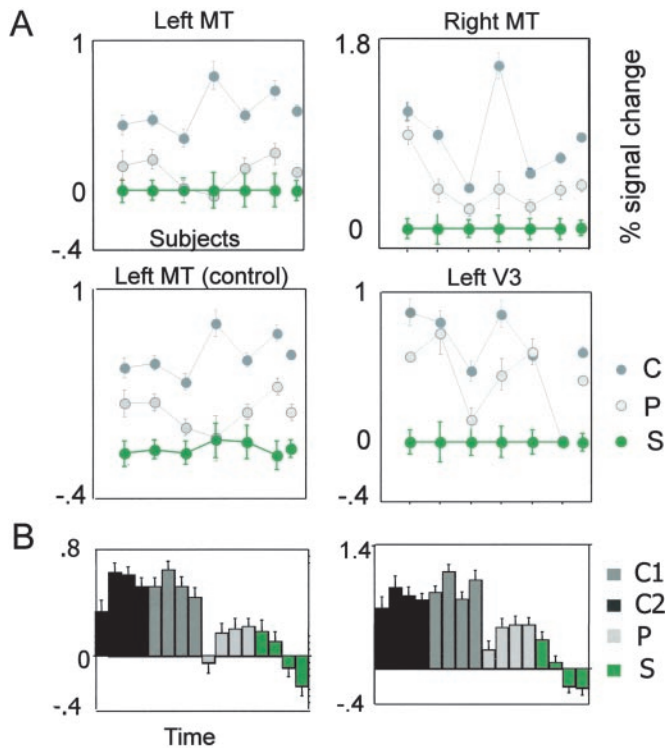 A
Left MT
Right MT
1
0
-.4
Subjects
1.8
0
% signal change
Left MT (control)
Left V3
1
0
-.4
1
0
-.4
C
P
S
B
.8
0
-.4
Time
1.4
-.4
C1
C2
P
S